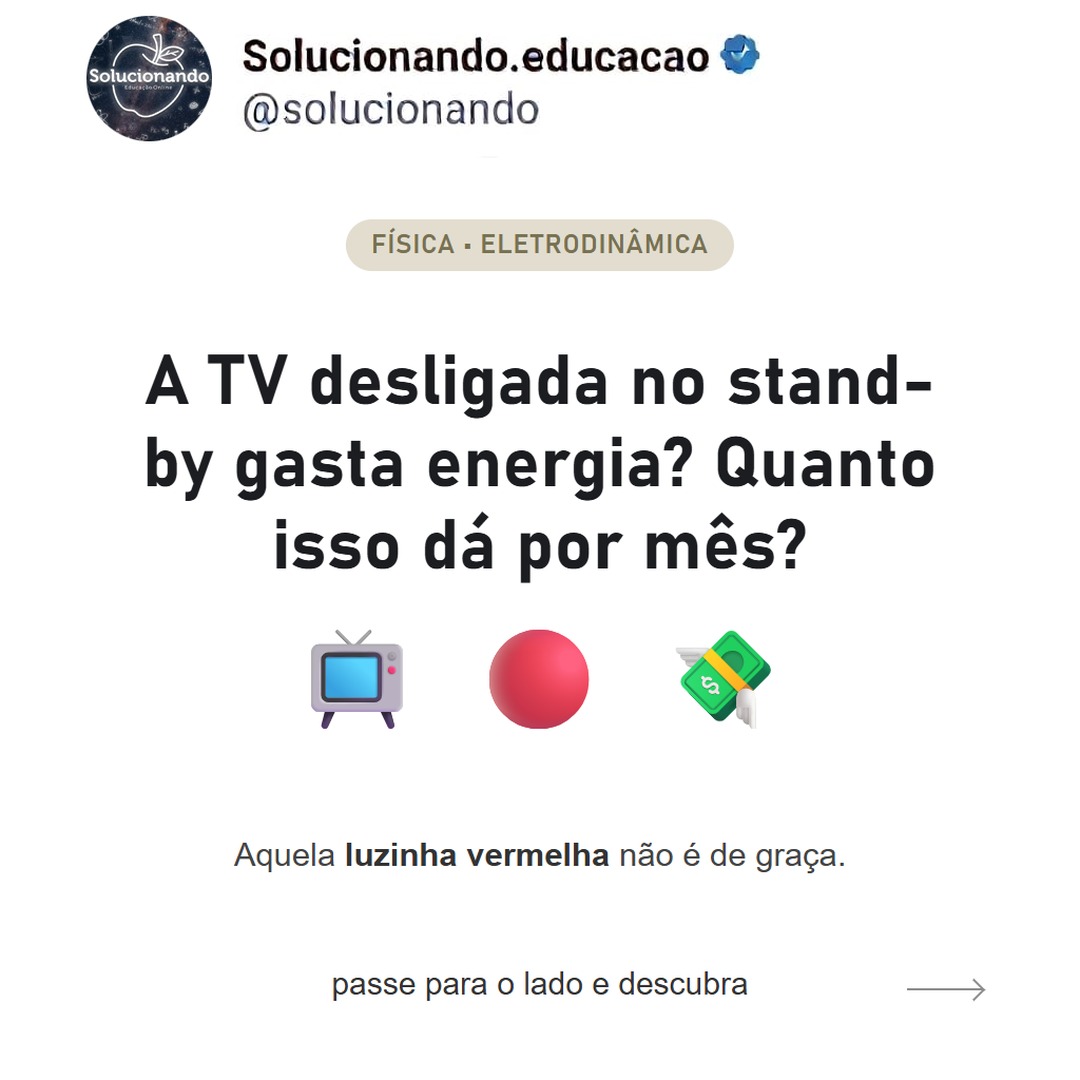 Solucionando
Educação Online
Solucionando.educacao
@solucionando
FÍSICA • ELETRODINÂMICA
A TV desligada no stand-
by gasta energia? Quanto
isso dá por mês?
$
Aquela luzinha vermelha não é de graça.
passe para o lado e descubra